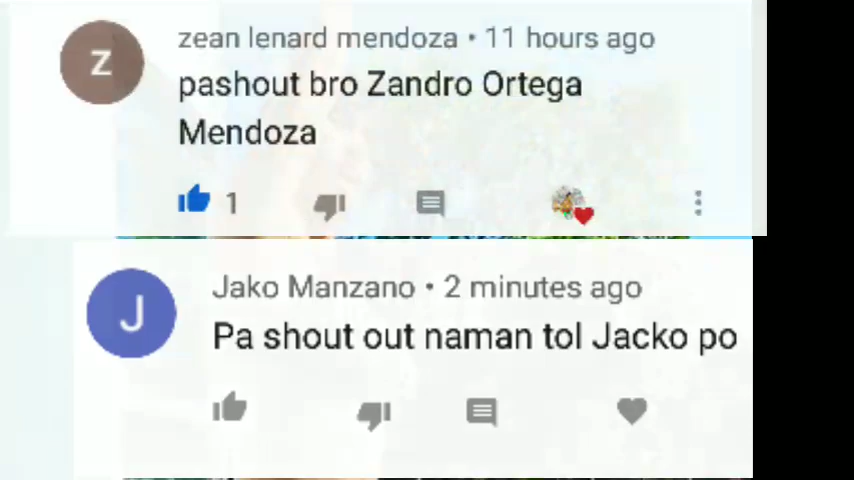 Z
zean lenard mendoza • 11 hours ago
pashout bro Zandro Ortega
Mendoza
1
J
Jako Manzano • 2 minutes ago
Pa shout out naman tol Jacko po